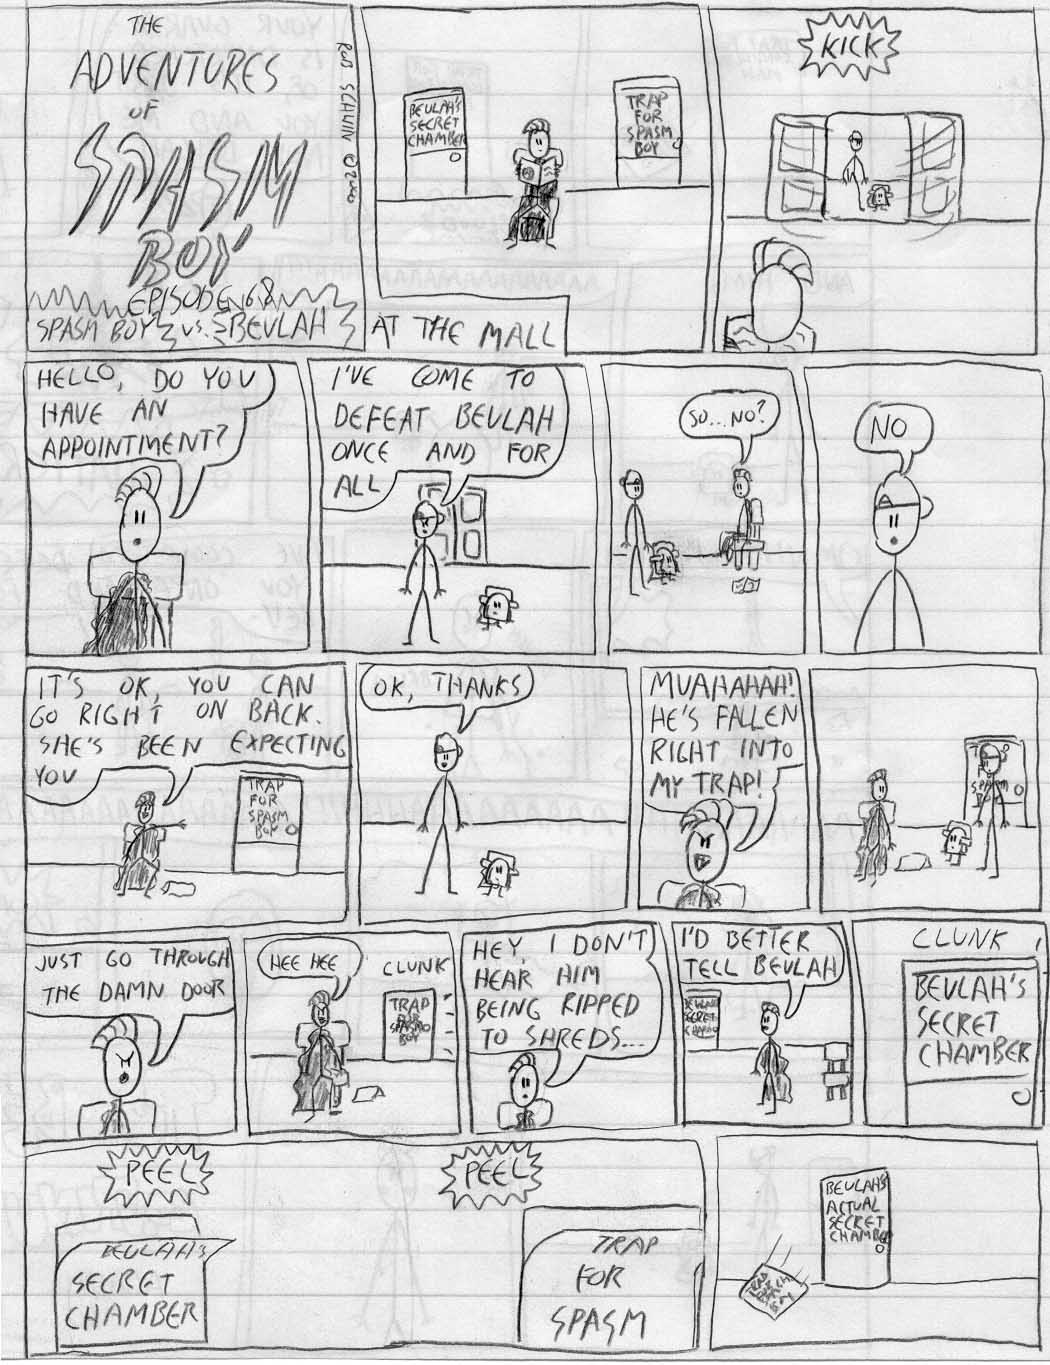 THE
ADVENTURES
OF
SPASM
BOY
EPISODE 68
SPASM BOY vs. BEULAH
ROB SCHWIN ©2000
BEULAH'S
SECRET
CHAMBER
TRAP
FOR
SPASM
BOY
AT THE MALL
KICK
HELLO, DO YOU
HAVE AN
APPOINTMENT?
I'VE COME TO
DEFEAT BEULAH
ONCE AND FOR
ALL
SO... NO?
NO
IT'S OK, YOU CAN
GO RIGHT ON BACK.
SHE'S BEEN EXPECTING
YOU
TRAP
FOR
SPASM
BOY
OK, THANKS
MUAHAHAH!
HE'S FALLEN
RIGHT INTO
MY TRAP!
JUST GO THROUGH
THE DAMN DOOR
HEE HEE
CLUNK
TRAP
FOR
SPASM
BOY
HEY, I DON'T
HEAR HIM
BEING RIPPED
TO SHREDS...
I'D BETTER
TELL BEULAH
BEULAH'S
SECRET
CHAMBER
CLUNK
BEULAH'S
SECRET
CHAMBER
PEEL
BEULAH'S
SECRET
CHAMBER
PEEL
TRAP
FOR
SPASM
BEULAH'S
ACTUAL
SECRET
CHAMBER
TRAP
FOR
SPASM
BOY